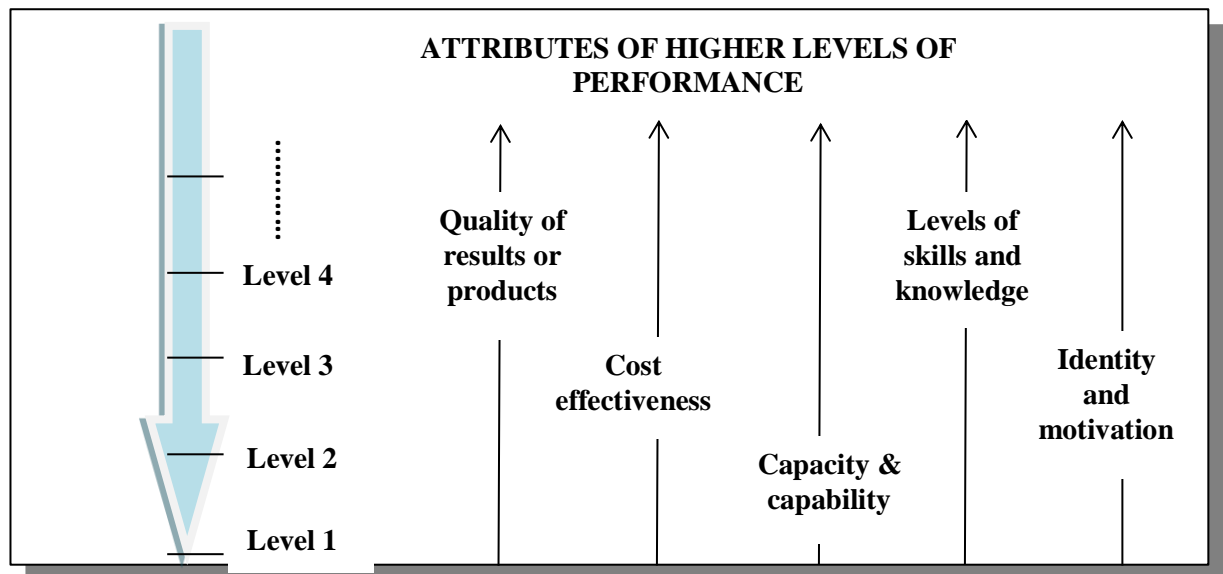 ATTRIBUTES OF HIGHER LEVELS OF
PERFORMANCE
Level 4
Level 3
Level 2
Level 1
Quality of
results or
products
Cost
effectiveness
Capacity &
capability
Levels of
skills and
knowledge
Identity
and
motivation